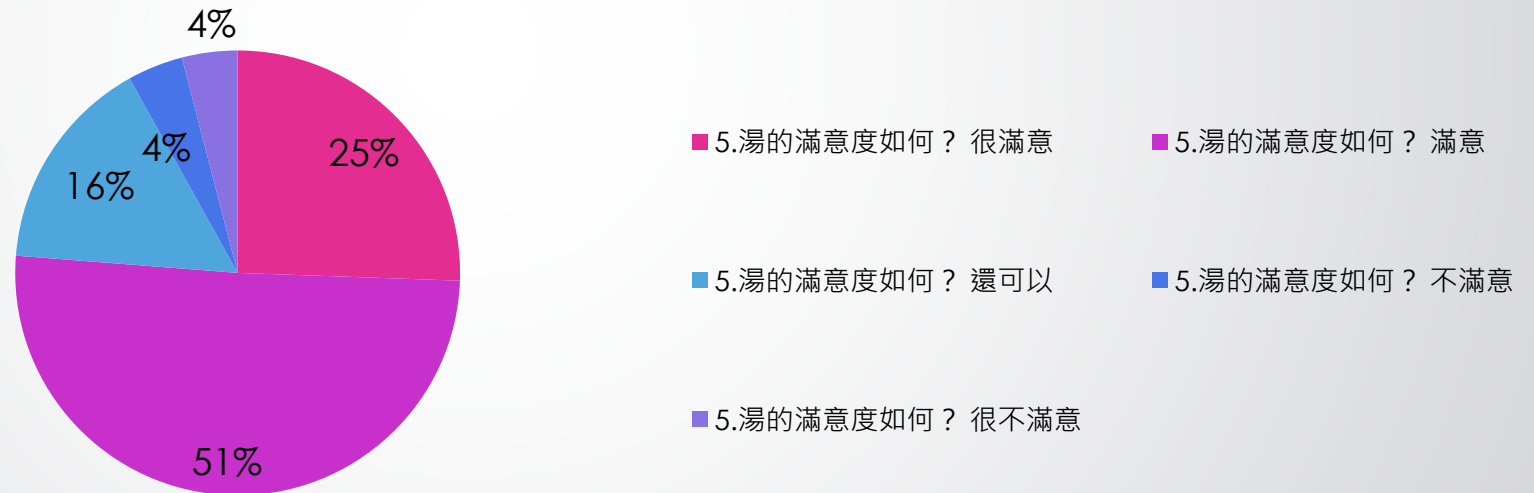 4%
25%
4%
16%
51%
5.湯的滿意度如何？ 很滿意
5.湯的滿意度如何？ 滿意
5.湯的滿意度如何？ 還可以
5.湯的滿意度如何？ 不滿意
5.湯的滿意度如何？ 很不滿意